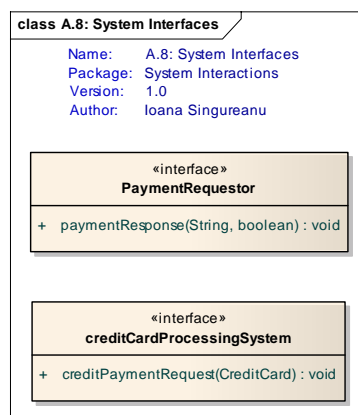 class A.8: System Interfaces
Name: A.8: System Interfaces
Package: System Interactions
Version: 1.0
Author: Ioana Singureanu
«interface»
PaymentRequestor
+ paymentResponse(String, boolean) : void
«interface»
creditCardProcessingSystem
+ creditPaymentRequest(CreditCard) : void